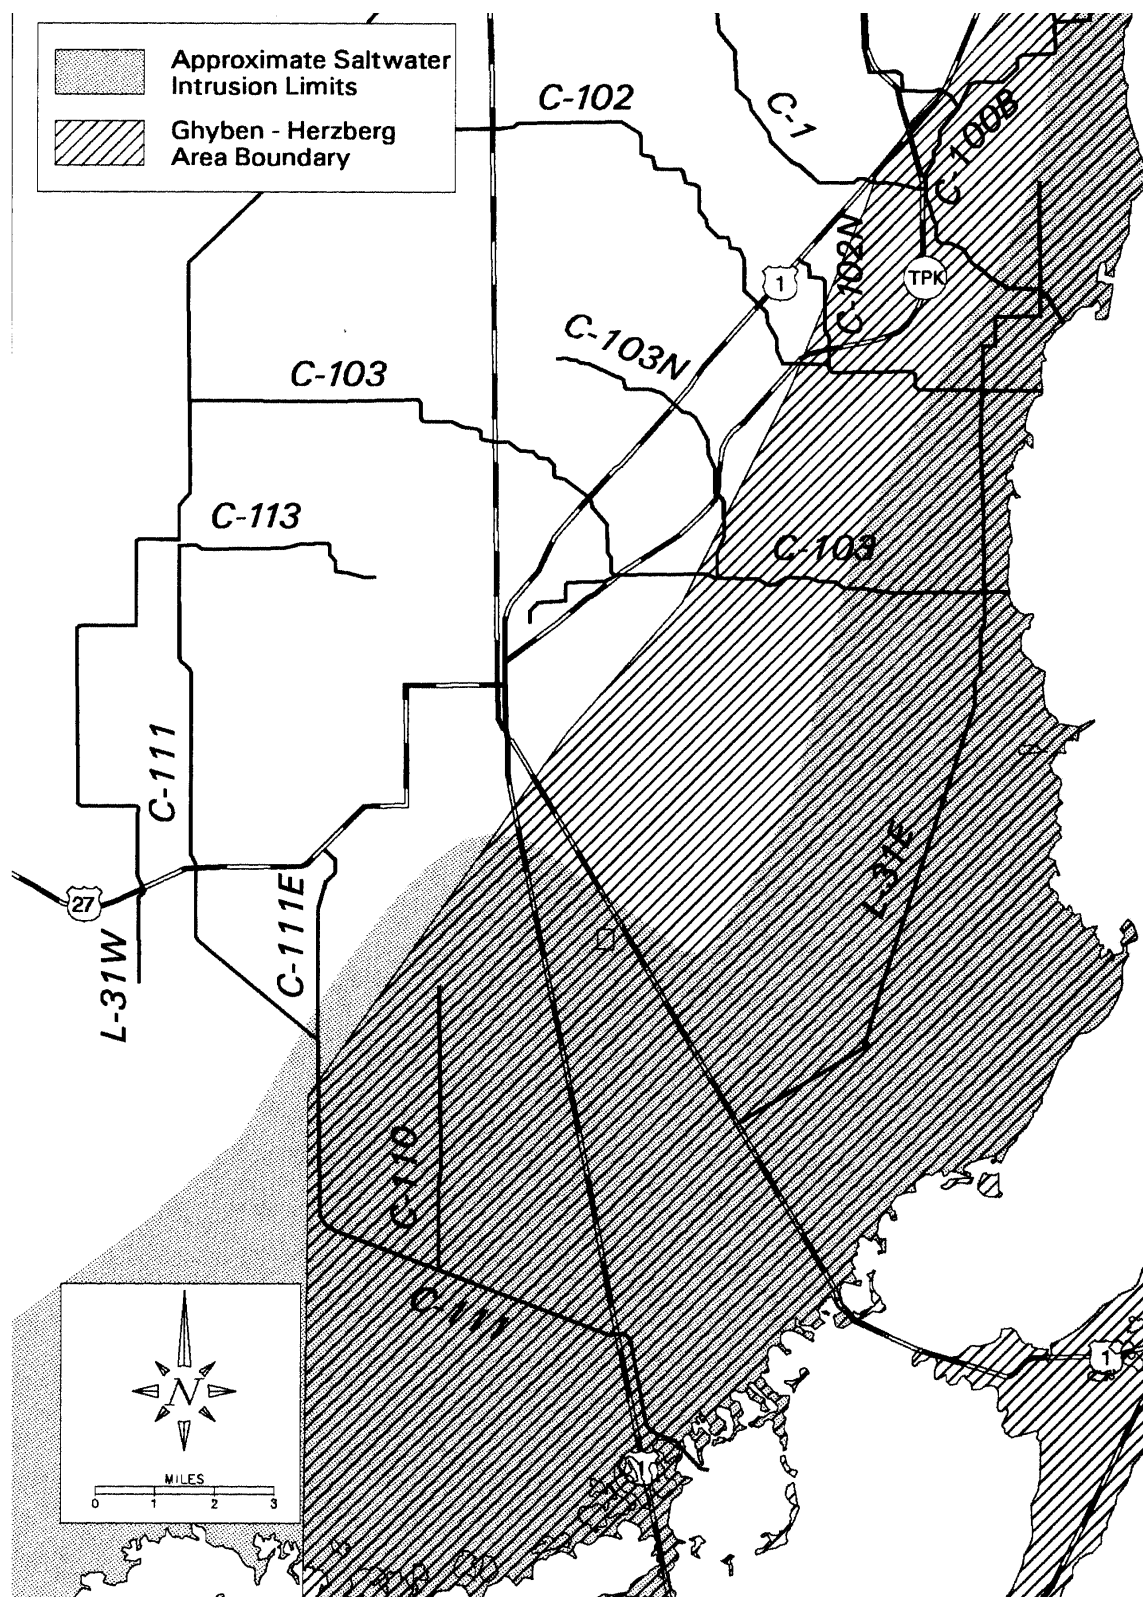 Approximate Saltwater
Intrusion Limits
Ghyben - Herzberg
Area Boundary
C-102
C-1
C-100B
C-102N
1
TPK
C-103N
C-103
C-113
C-103
C-111
L-31E
27
C-111E
L-31W
C-110
C-111
1
1
N
MILES
0 1 2 3